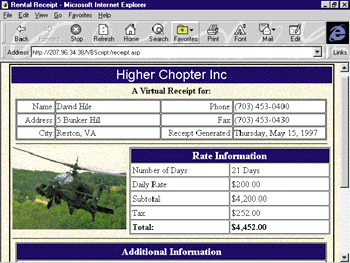 Rental Receipt - Microsoft Internet Explorer
File Edit View Go Favorites Help
Back Forward Stop Refresh Home Search Favorites Print Font Mail Edit
Address http://207.96.34.38/VBScript/receipt.asp Links
Higher Chopter Inc
A Virtual Receipt for:
Name David Hile Phone (703) 453-0400
Address 5 Bunker Hill Fax (703) 453-0430
City Reston, VA Receipt Generated Thursday, May 15, 1997
Rate Information
Number of Days 21 Days
Daily Rate $200.00
Subtotal $4,200.00
Tax $252.00
Total: $4,452.00
Additional Information